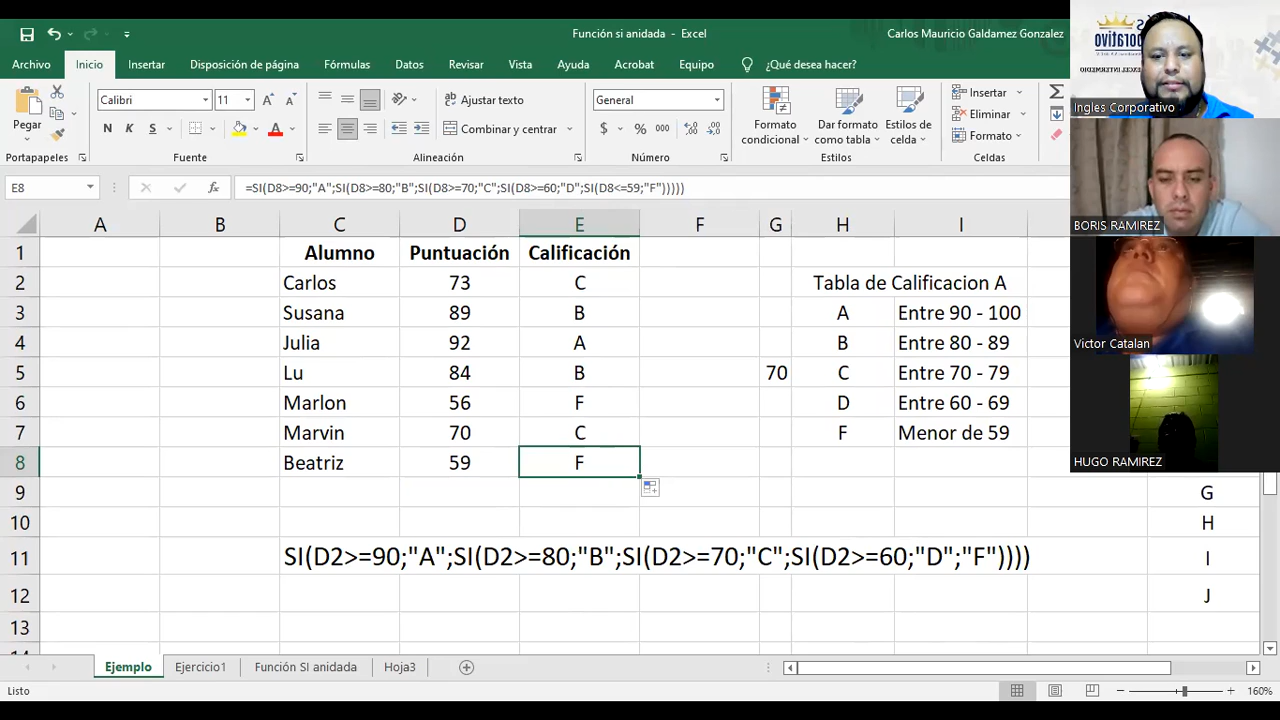 Función si anidada - Excel
Carlos Mauricio Galdamez Gonzalez
Archivo Inicio Insertar Disposición de página Fórmulas Datos Revisar Vista Ayuda Acrobat Equipo ¿Qué desea hacer?
Pegar
Calibri 11
N K S
Ajustar texto
Combinar y centrar
General
$ % 000
Formato condicional
Dar formato como tabla
Estilos de celda
Insertar
Eliminar
Formato
Portapapeles Fuente Alineación Número Estilos Celdas
E8 fx =SI(D8>=90;"A";SI(D8>=80;"B";SI(D8>=70;"C";SI(D8>=60;"D";SI(D8<=59;"F")))))
A B C D E F G H I
1 Alumno Puntuación Calificación
2 Carlos 73 C Tabla de Calificacion A
3 Susana 89 B A Entre 90 - 100
4 Julia 92 A B Entre 80 - 89
5 Lu 84 B 70 C Entre 70 - 79
6 Marlon 56 F D Entre 60 - 69
7 Marvin 70 C F Menor de 59
8 Beatriz 59 F
9 G
10 H
11 SI(D2>=90;"A";SI(D2>=80;"B";SI(D2>=70;"C";SI(D2>=60;"D";"F")))) I
12 J
13
Ejemplo Ejercicio1 Función SI anidada Hoja3
Listo
160%
Ingles Corporativo
BORIS RAMIREZ
Victor Catalan
HUGO RAMIREZ